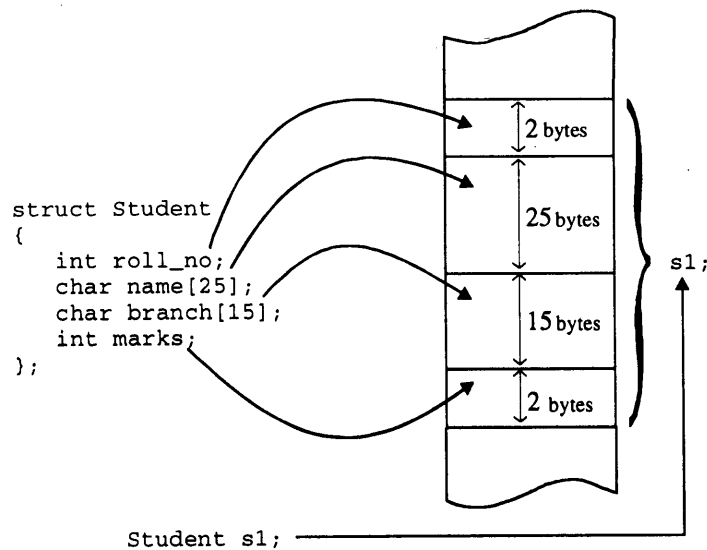 2 bytes
25 bytes
struct Student
{
int roll_no;
char name[25];
char branch[15];
int marks;
};
s1;
15 bytes
2 bytes
Student s1;